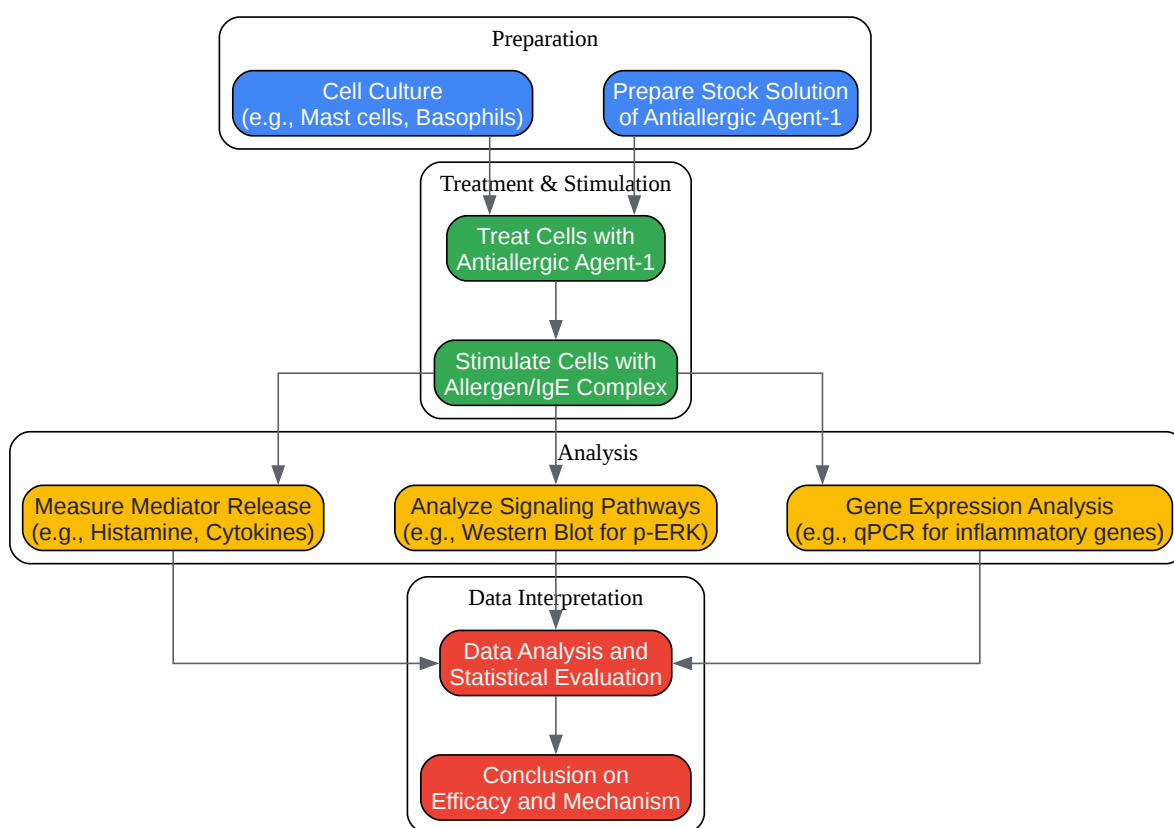 Preparation
Cell Culture
(e.g., Mast cells, Basophils)
Prepare Stock Solution
of Antiallergic Agent-1
Treatment & Stimulation
Treat Cells with
Antiallergic Agent-1
Stimulate Cells with
Allergen/IgE Complex
Analysis
Measure Mediator Release
(e.g., Histamine, Cytokines)
Analyze Signaling Pathways
(e.g., Western Blot for p-ERK)
Gene Expression Analysis
(e.g., qPCR for inflammatory genes)
Data Interpretation
Data Analysis and
Statistical Evaluation
Conclusion on
Efficacy and Mechanism